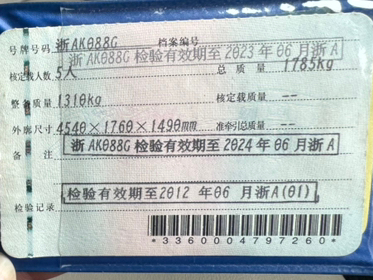 号牌号码 浙AK088G 档案编号
浙AK088G检验有效期至2023年06月浙A
核定载人数 5人 总质量 1785kg
整备质量 1310kg 核定载质量 --
外廓尺寸 4540×1760×1490mm 准牵引总质量 --
备注 浙AK088G检验有效期至2024年06月浙A
检验有效期至2012年06月浙A(01)
检验记录
*3360004797260*